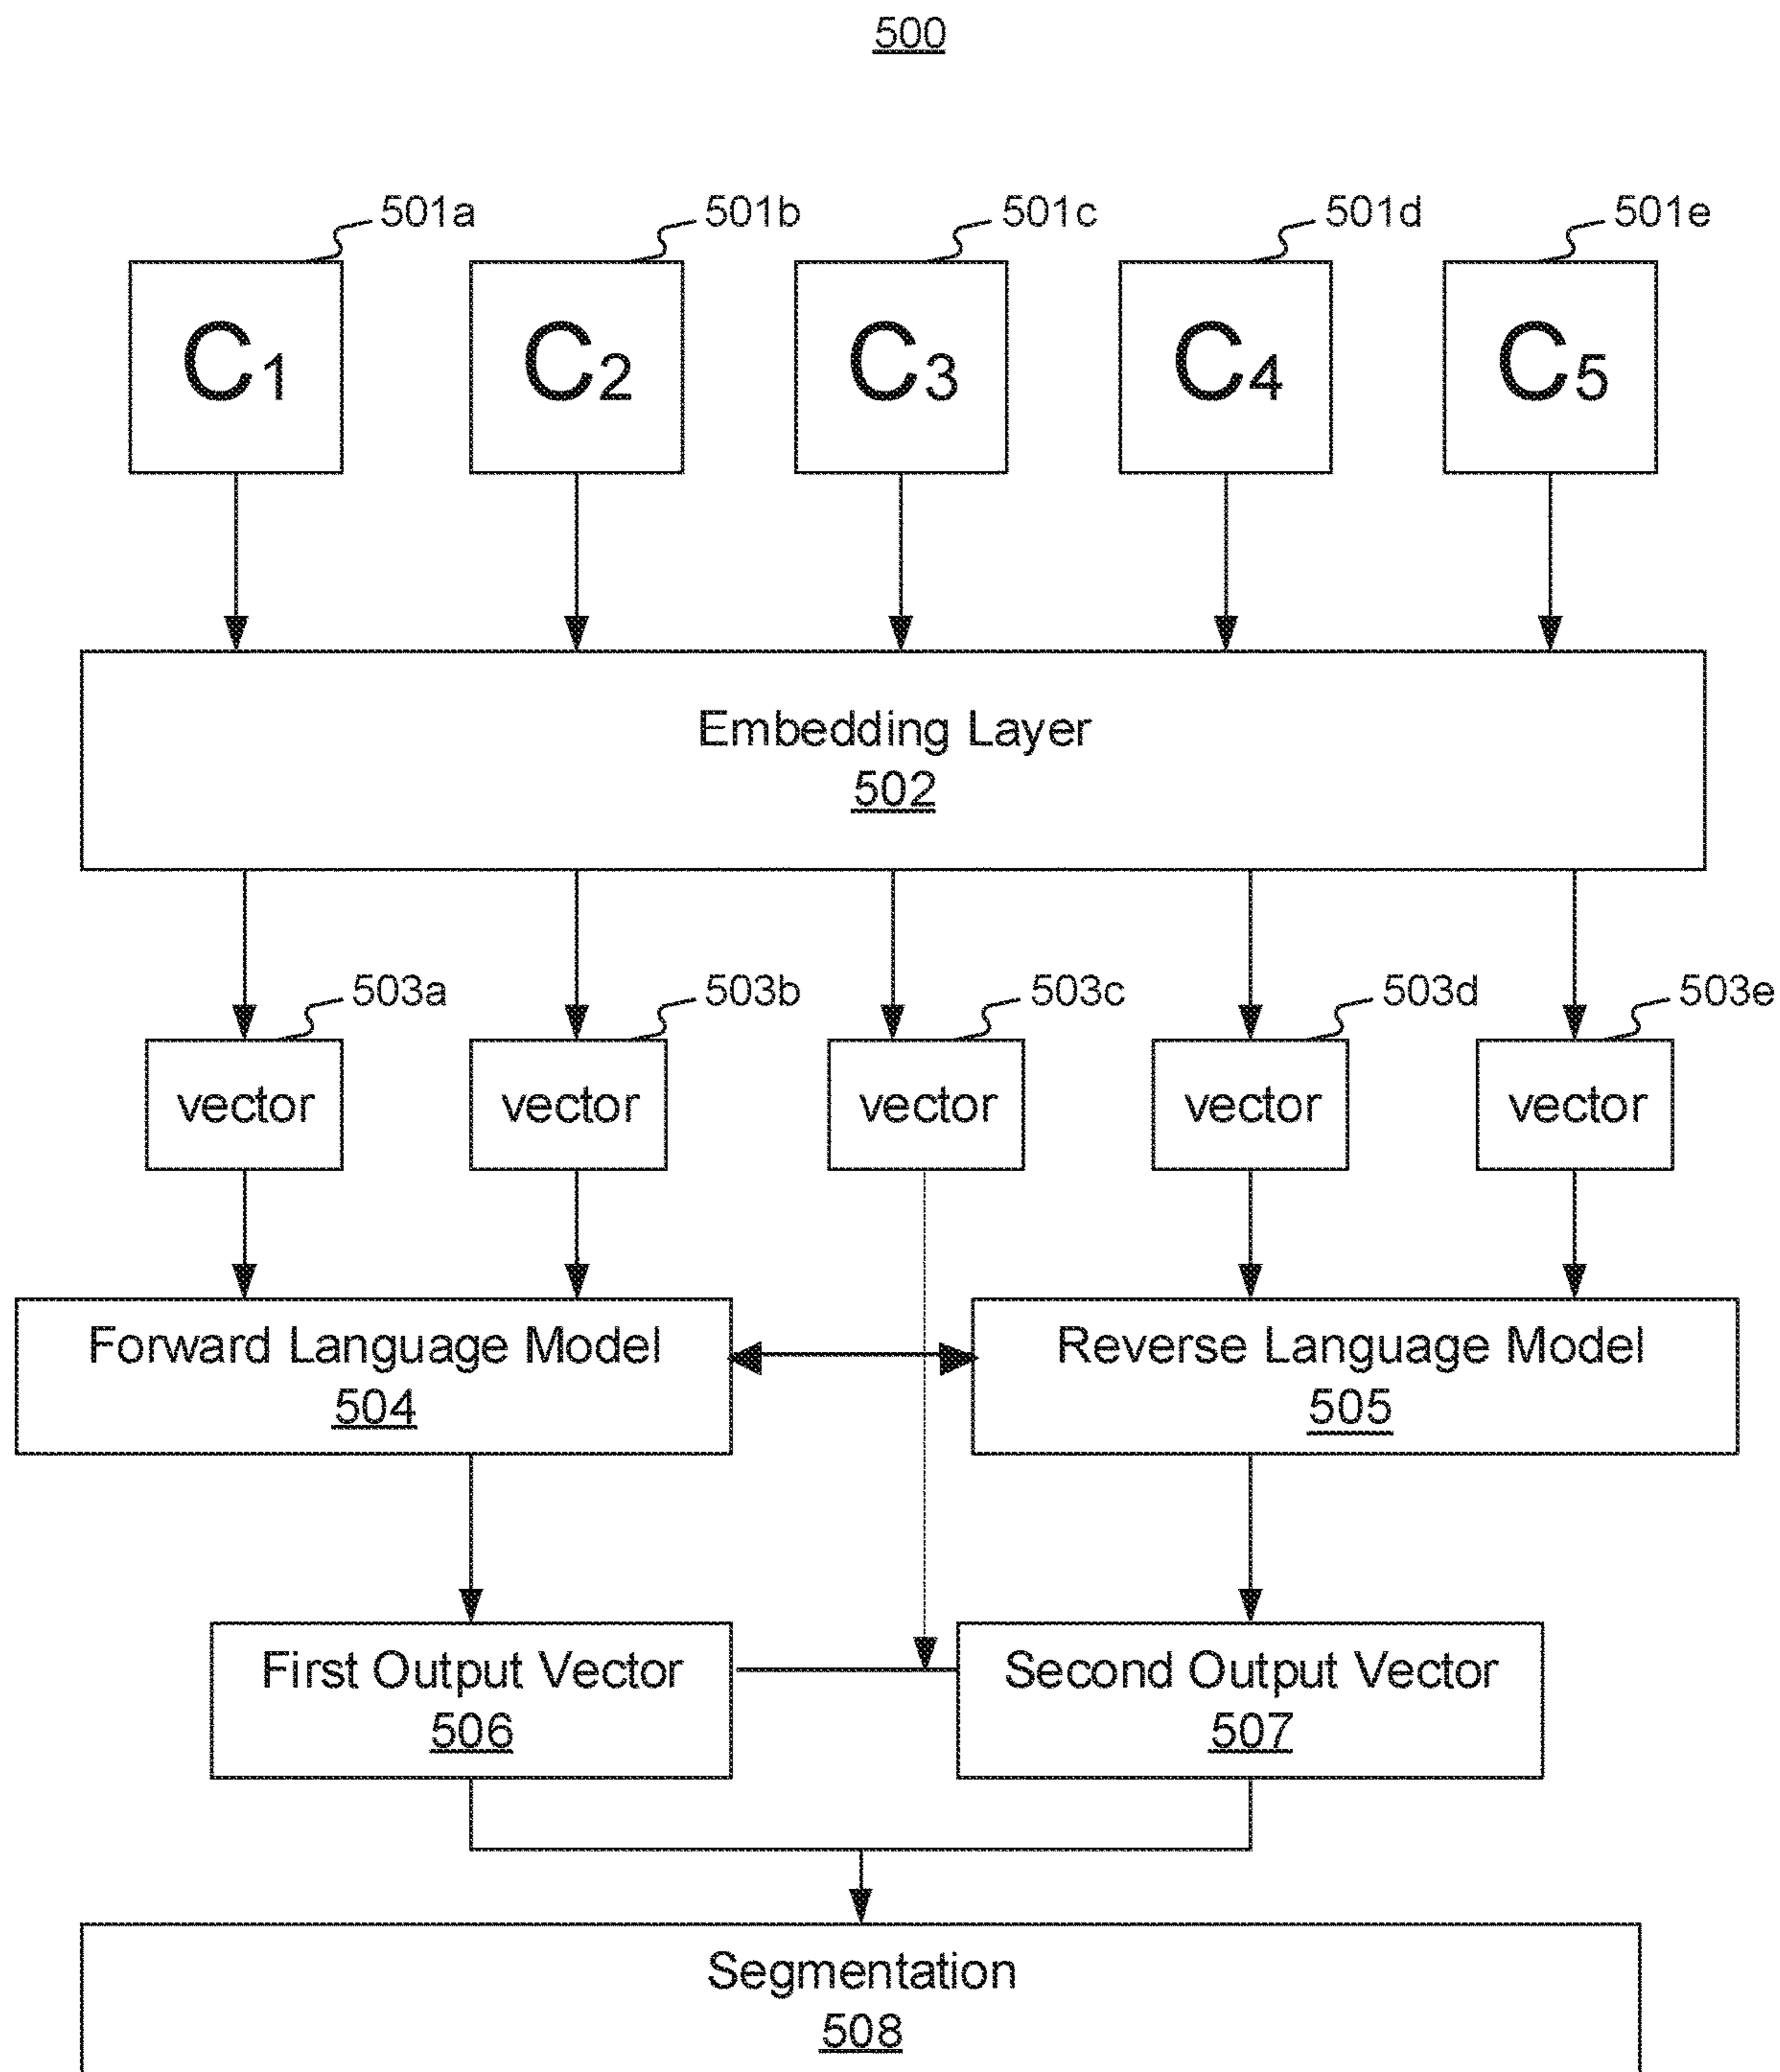 500
501a 501b 501c 501d 501e
C1 C2 C3 C4 C5
Embedding Layer
502
503a 503b 503c 503d 503e
vector vector vector vector vector
Forward Language Model Reverse Language Model
504 505
First Output Vector Second Output Vector
506 507
Segmentation
508